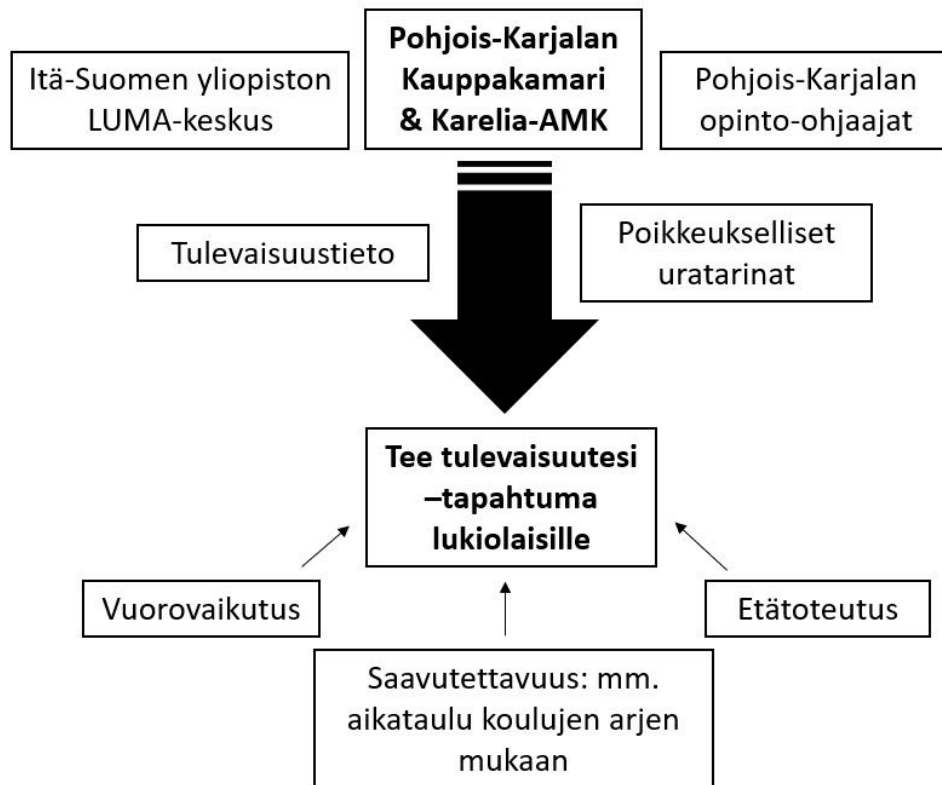 Itä-Suomen yliopiston
LUMA-keskus
Pohjois-Karjalan
Kauppakamari
& Karelia-AMK
Pohjois-Karjalan
opinto-ohjaajat
Tulevaisuustieto
Poikkeukselliset
uratarinat
Tee tulevaisuutesi
–tapahtuma
lukiolaisille
Vuorovaikutus
Etätoteutus
Saavutettavuus: mm.
aikataulu koulujen arjen
mukaan